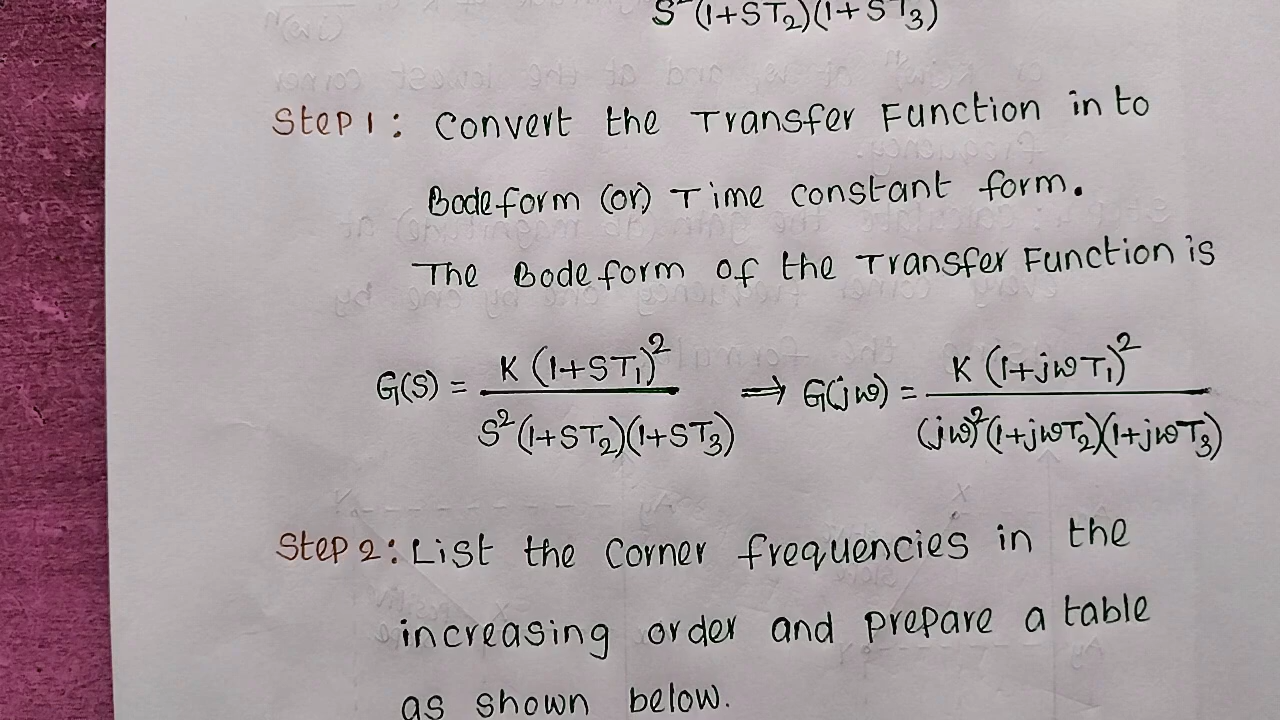 S²(1+ST₂)(1+ST₃)
Step 1: Convert the Transfer Function in to
Bode form (or) Time constant form.
The Bode form of the Transfer Function is
G(S) = K (1+ST₁)² / S²(1+ST₂)(1+ST₃) ⟹ G(jω) = K (1+jωT₁)² / (jω)²(1+jωT₂)(1+jωT₃)
Step 2: List the corner frequencies in the
increasing order and prepare a table
as shown below.